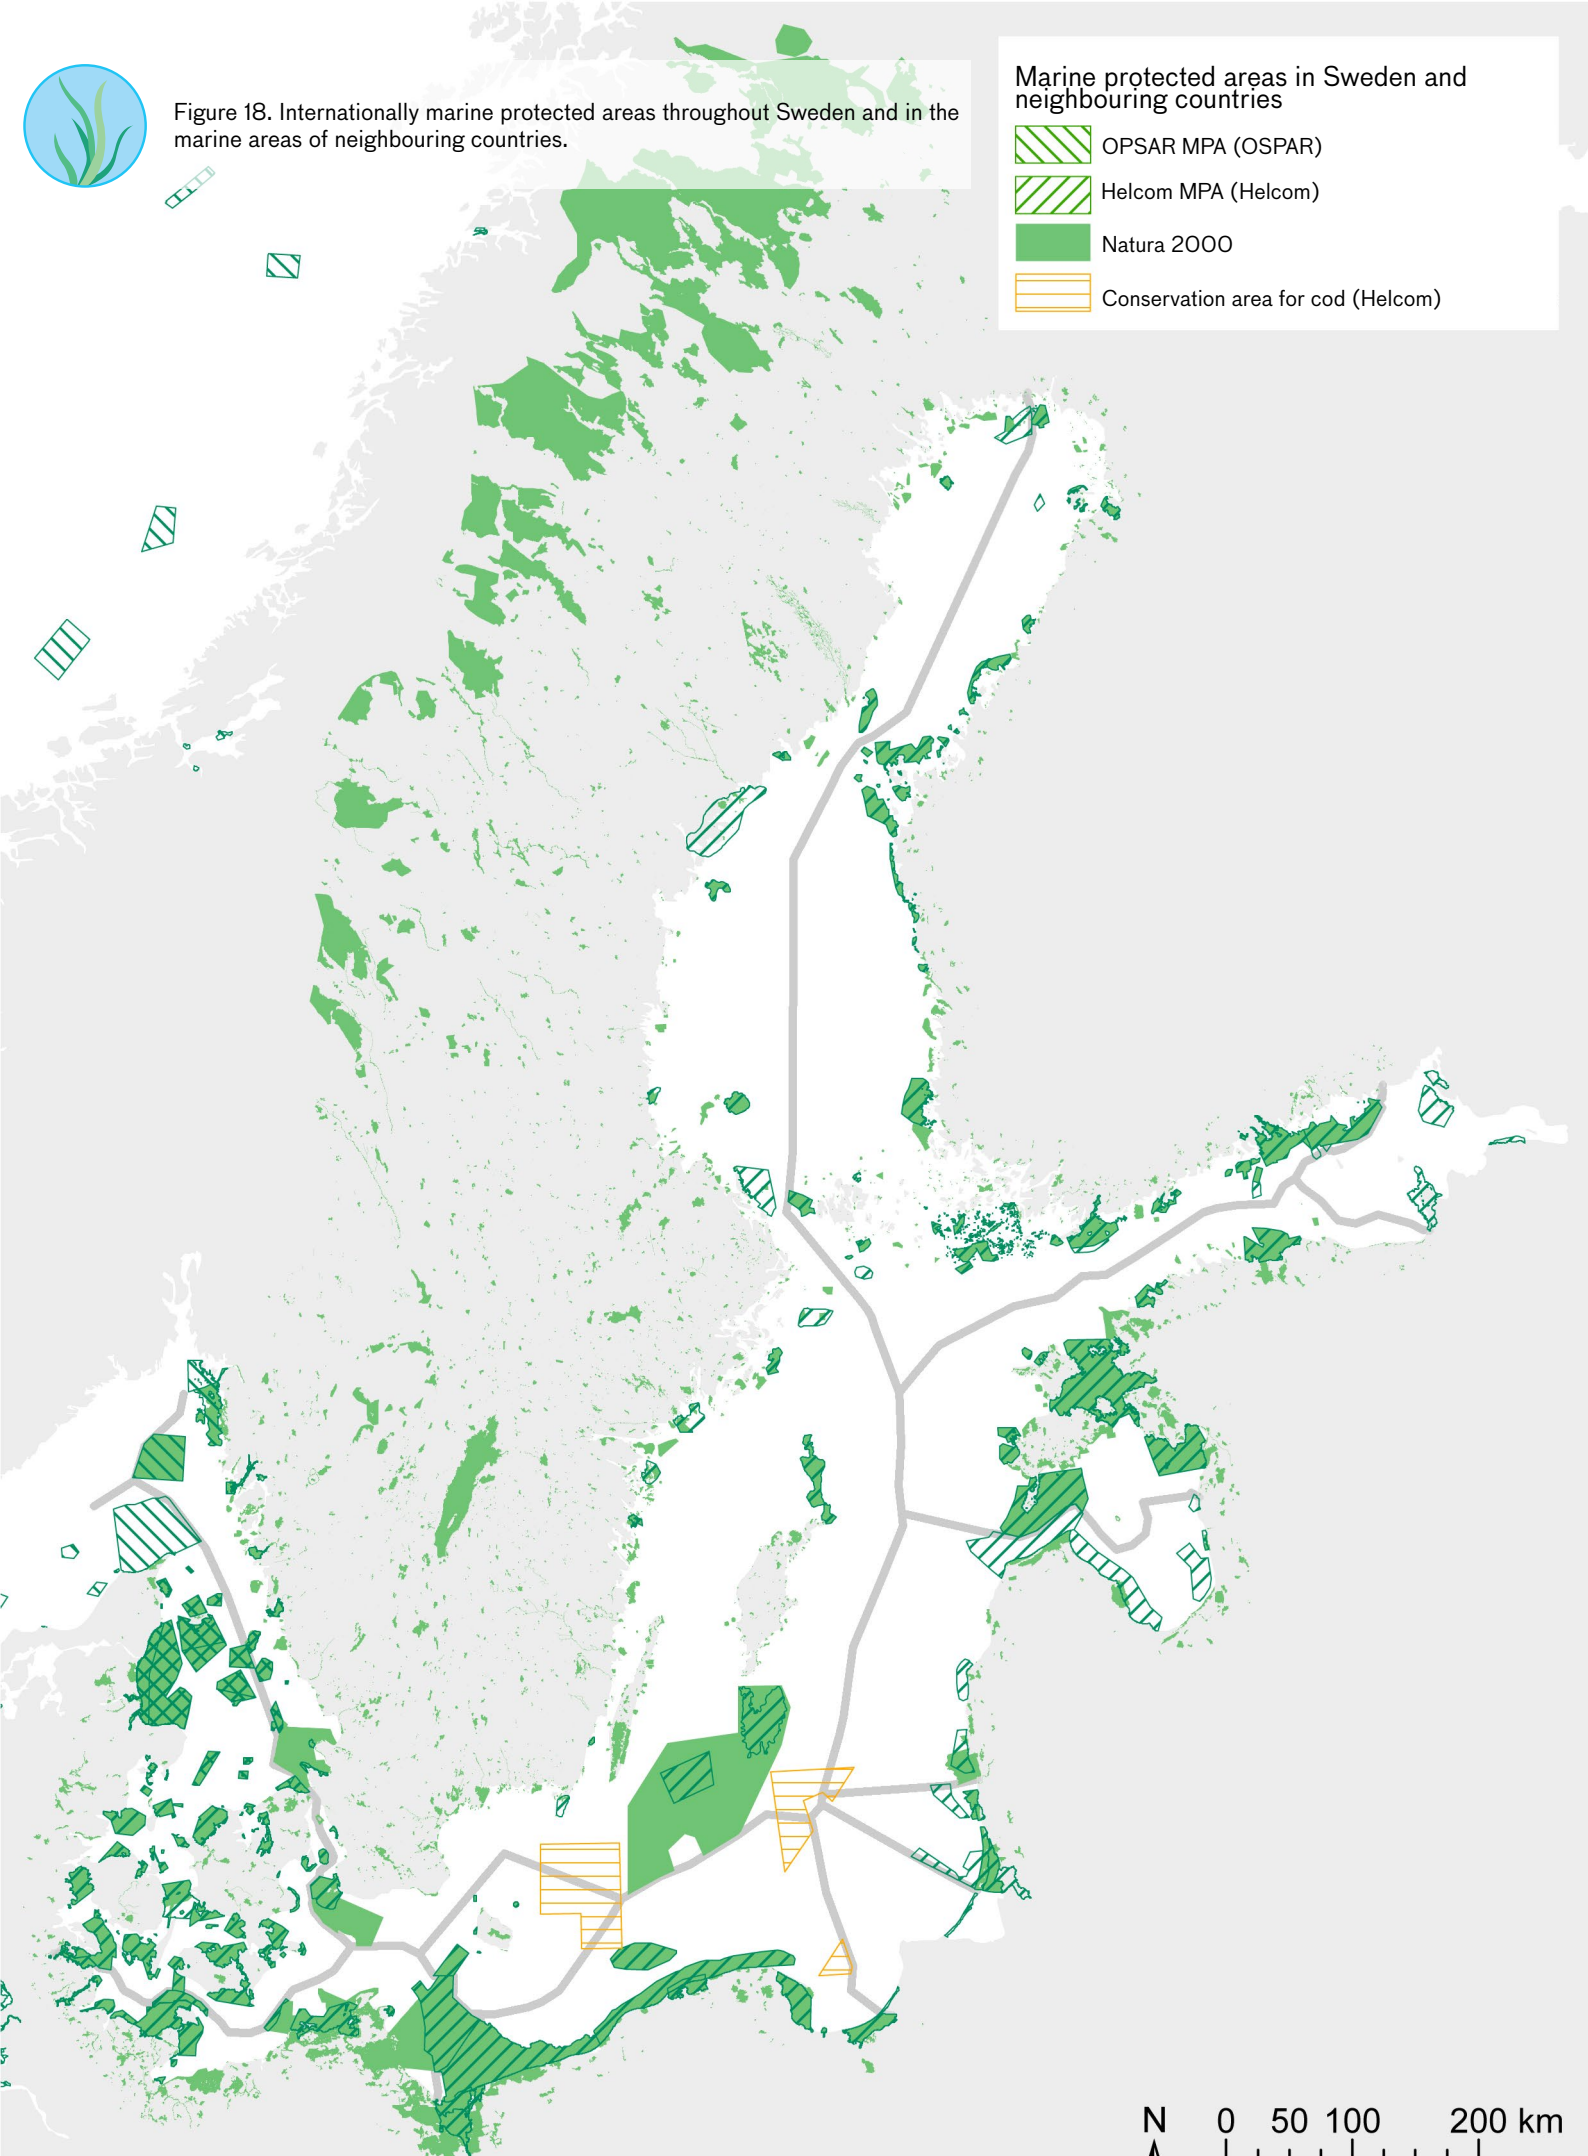 Figure 18. Internationally marine protected areas throughout Sweden and in the
marine areas of neighbouring countries.
Marine protected areas in Sweden and
neighbouring countries
OPSAR MPA (OSPAR)
Helcom MPA (Helcom)
Natura 2000
Conservation area for cod (Helcom)
N 0 50 100 200 km